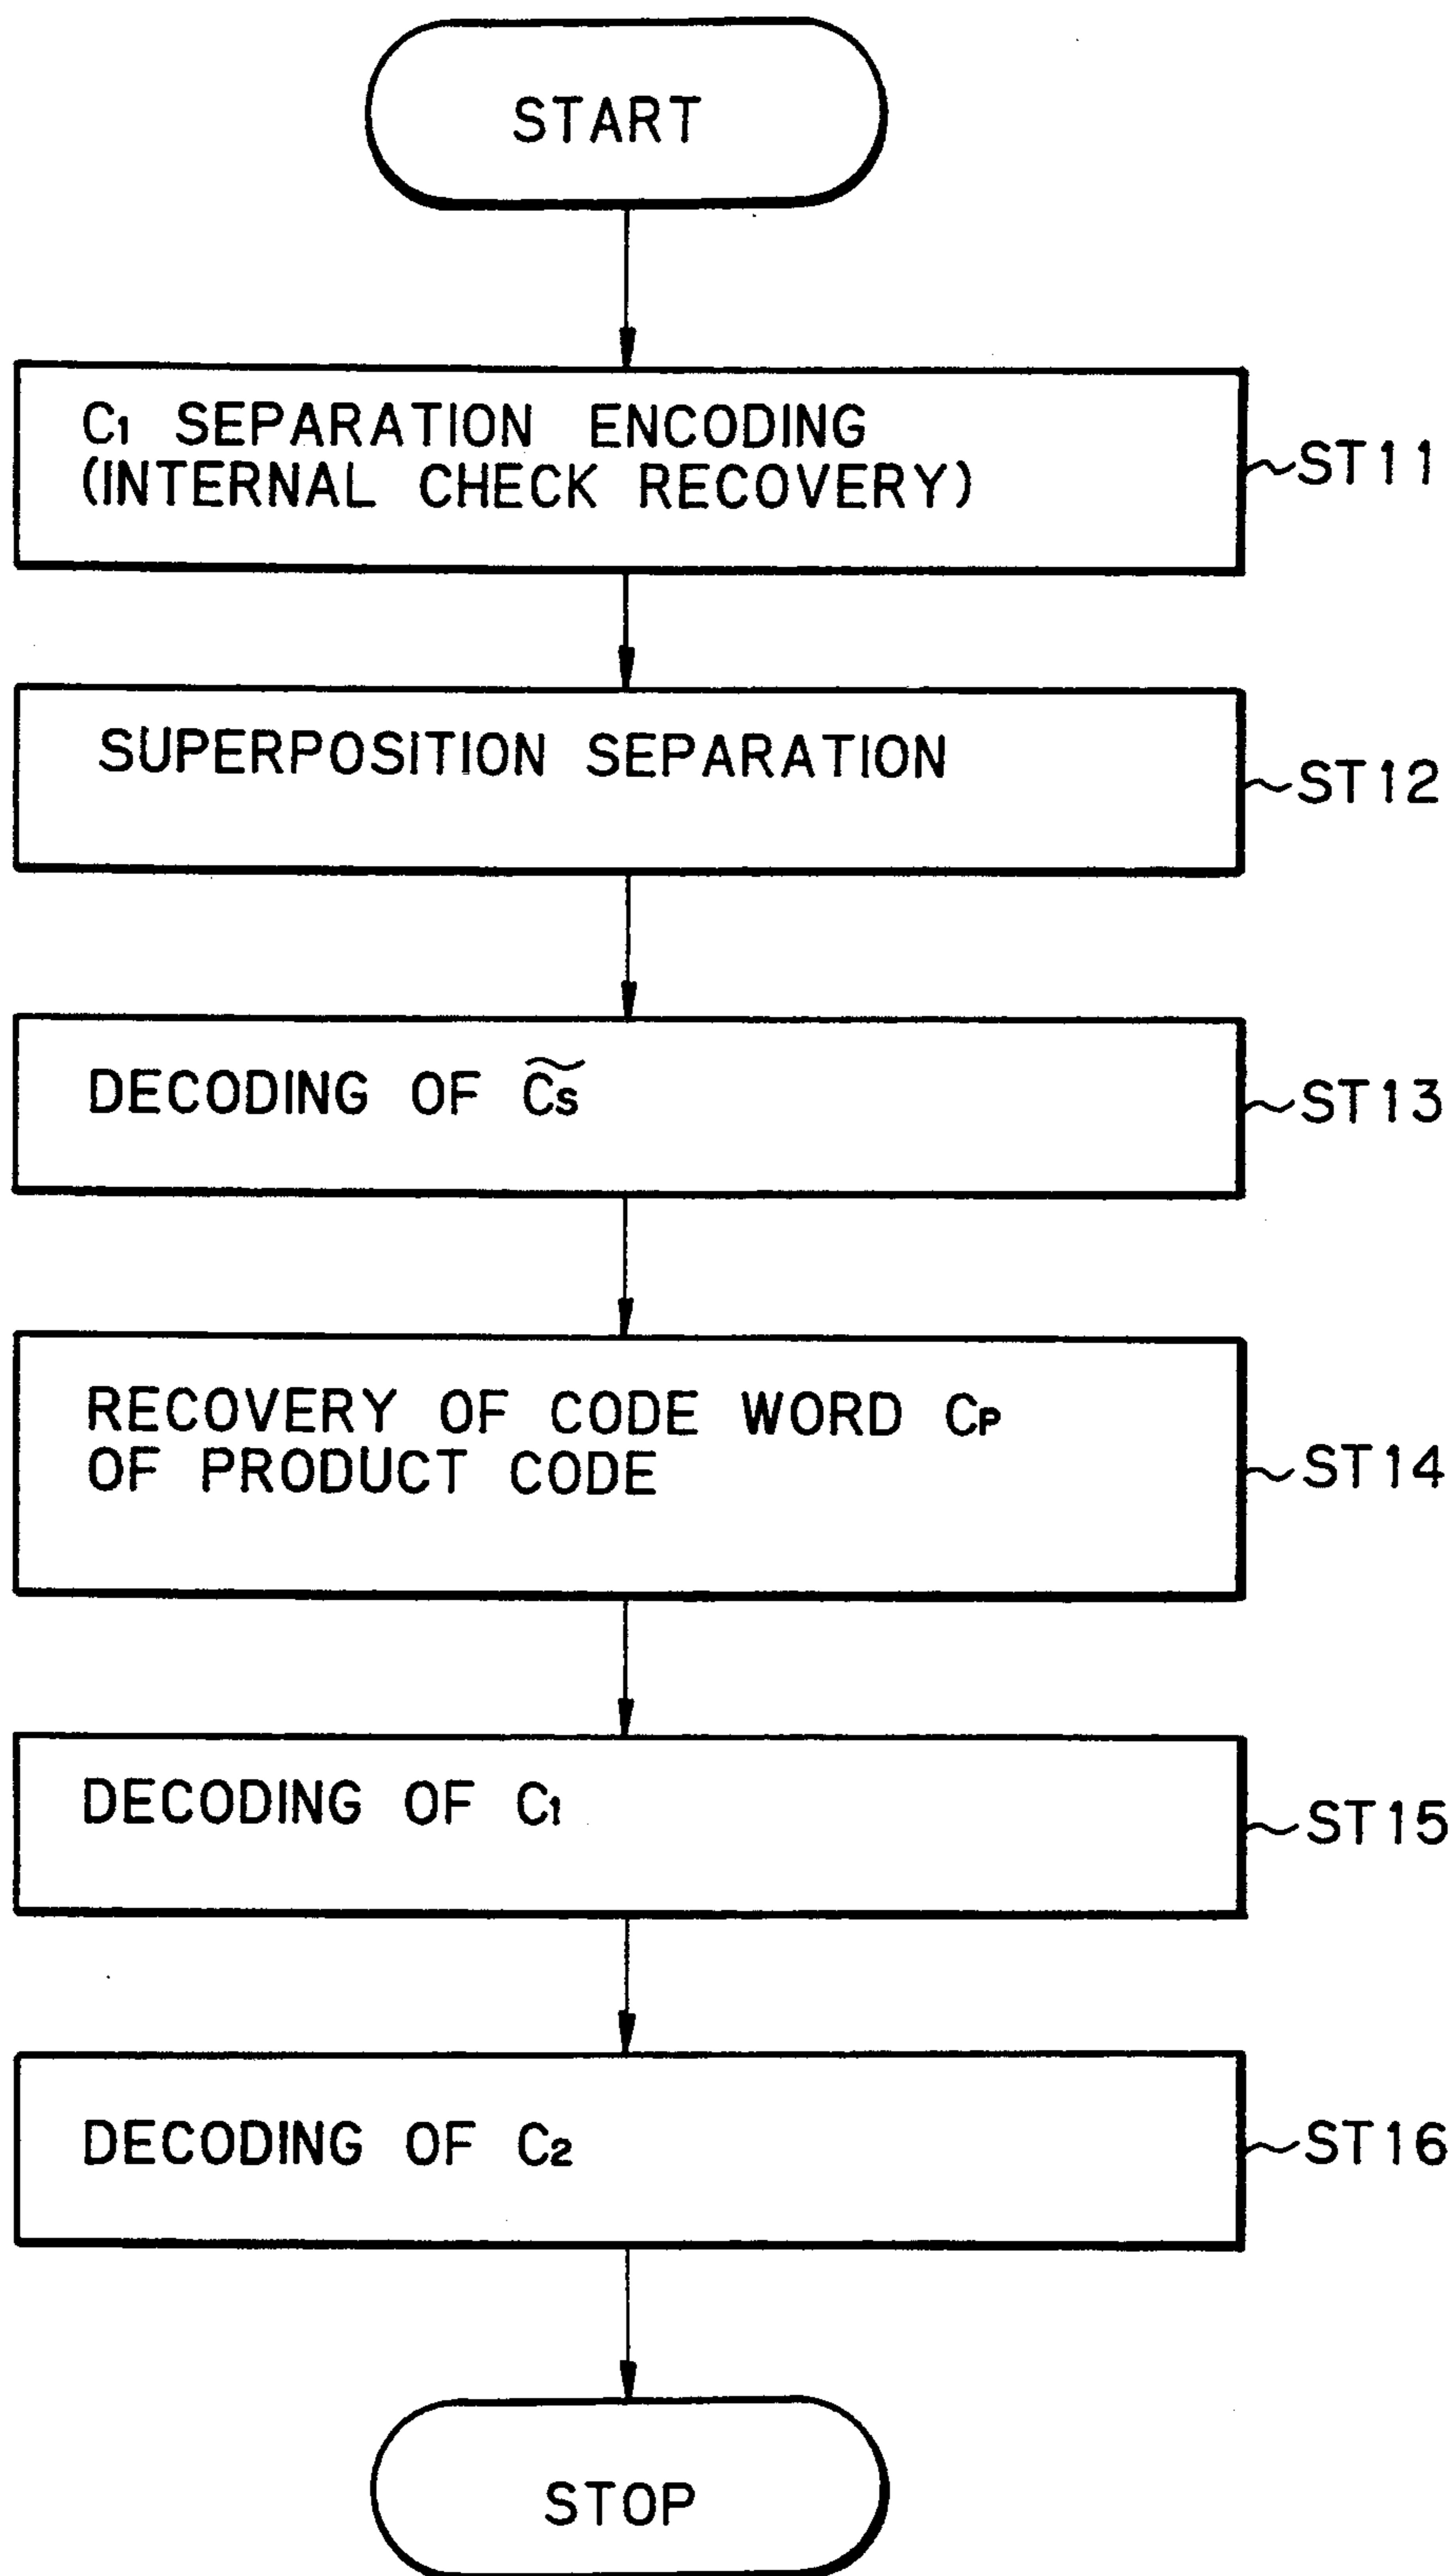 START
C₁ SEPARATION ENCODING
(INTERNAL CHECK RECOVERY)
~ST11
SUPERPOSITION SEPARATION
~ST12
DECODING OF C̃s
~ST13
RECOVERY OF CODE WORD Cₚ
OF PRODUCT CODE
~ST14
DECODING OF C₁
~ST15
DECODING OF C₂
~ST16
STOP